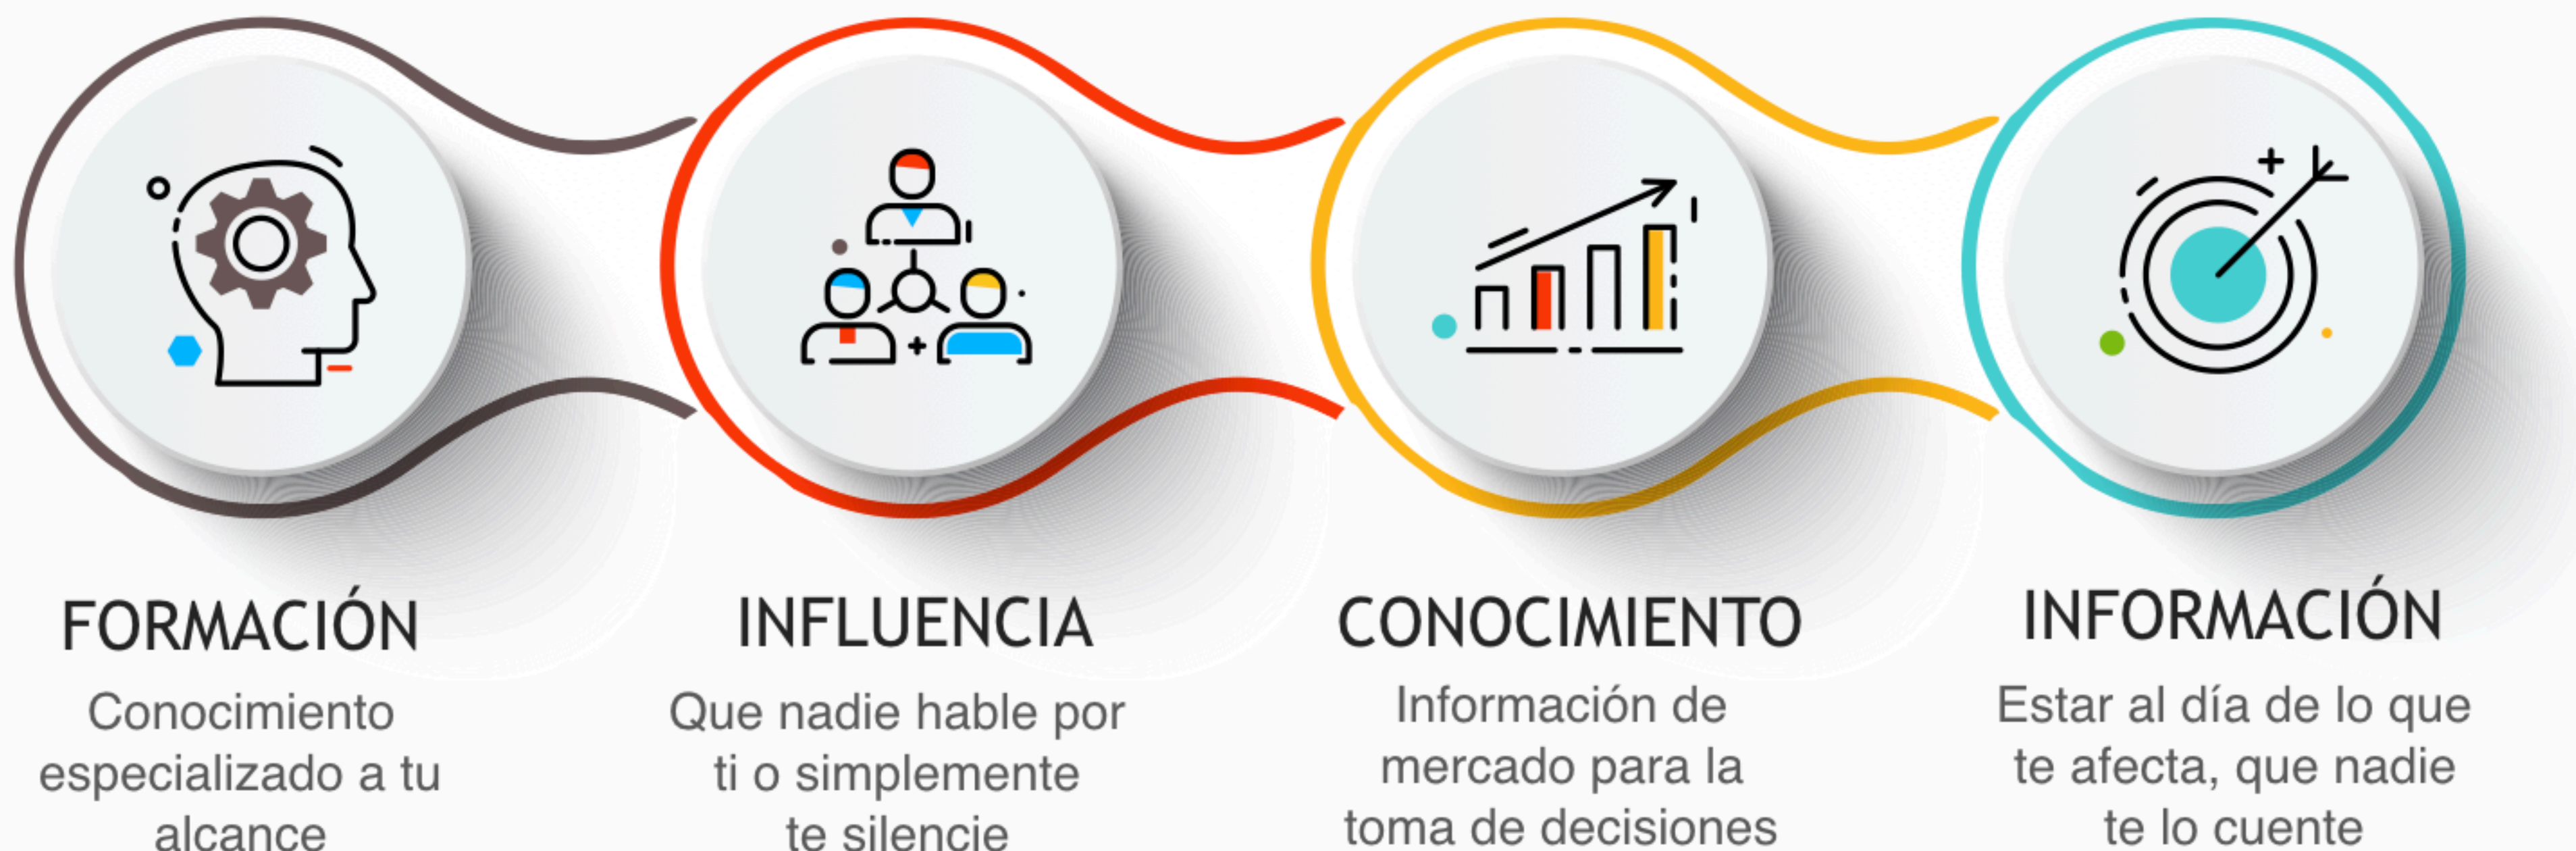 FORMACIÓN
Conocimiento
especializado a tu
alcance
INFLUENCIA
Que nadie hable por
ti o simplemente
te silencie
CONOCIMIENTO
Información de
mercado para la
toma de decisiones
INFORMACIÓN
Estar al día de lo que
te afecta, que nadie
te lo cuente